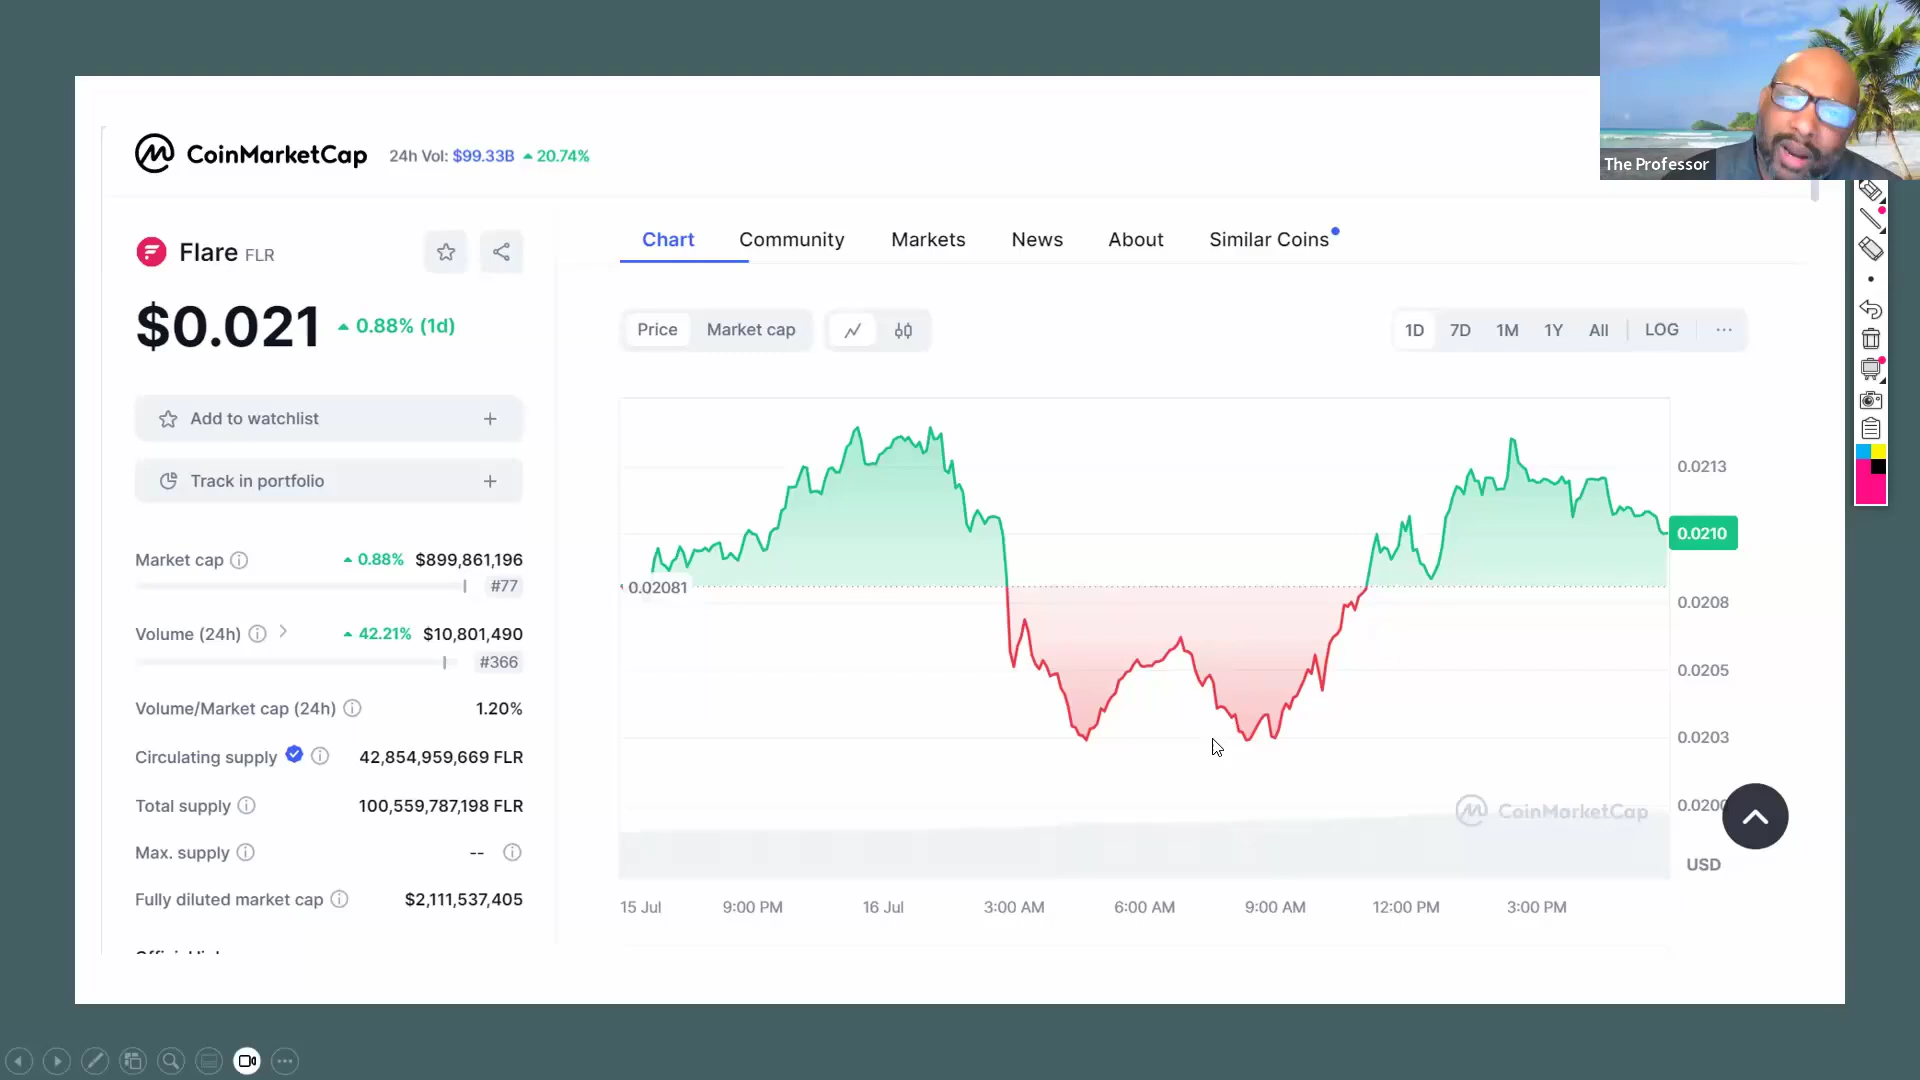 The Professor
CoinMarketCap 24h Vol: $99.33B 20.74%
Flare FLR
$0.021 0.88% (1d)
Add to watchlist +
Track in portfolio +
Market cap 0.88% $899,861,196
#77
Volume (24h) 42.21% $10,801,490
#366
Volume/Market cap (24h) 1.20%
Circulating supply 42,854,959,669 FLR
Total supply 100,559,787,198 FLR
Max. supply --
Fully diluted market cap $2,111,537,405
Chart Community Markets News About Similar Coins
Price Market cap
1D 7D 1M 1Y All LOG ...
0.0213
0.0210
0.02081
0.0208
0.0205
0.0203
0.0200
CoinMarketCap
USD
15 Jul 9:00 PM 16 Jul 3:00 AM 6:00 AM 9:00 AM 12:00 PM 3:00 PM